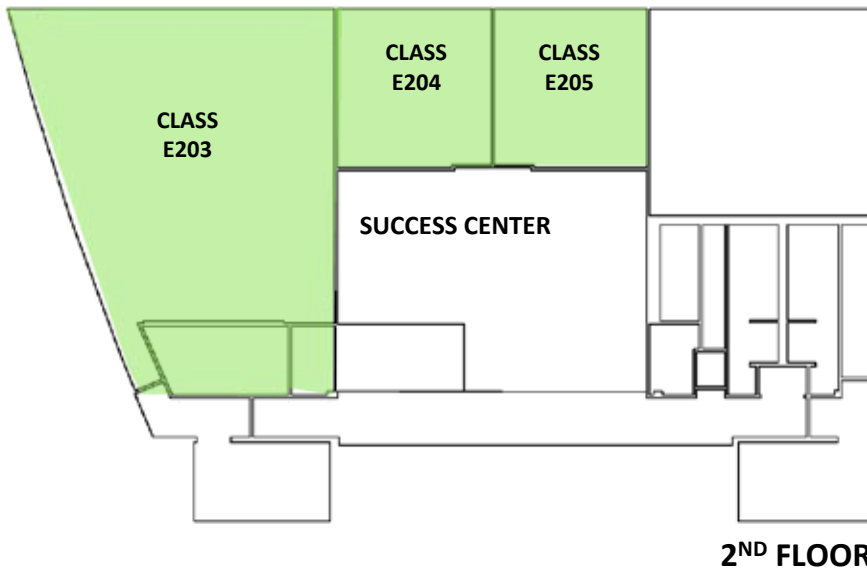 CLASS
E203
CLASS
E204
CLASS
E205
SUCCESS CENTER
2ND FLOOR